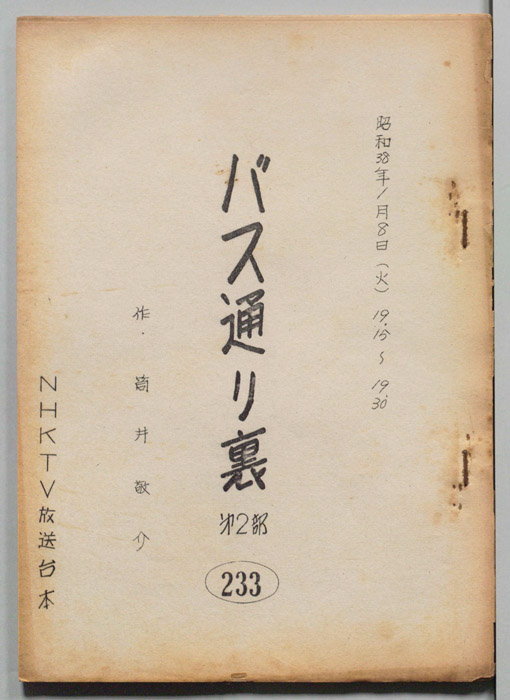 昭和38年1月8日（火） 19.15〜19.30
バス通り裏
第2部
233
作・筒井敬介
NHKTV放送台本